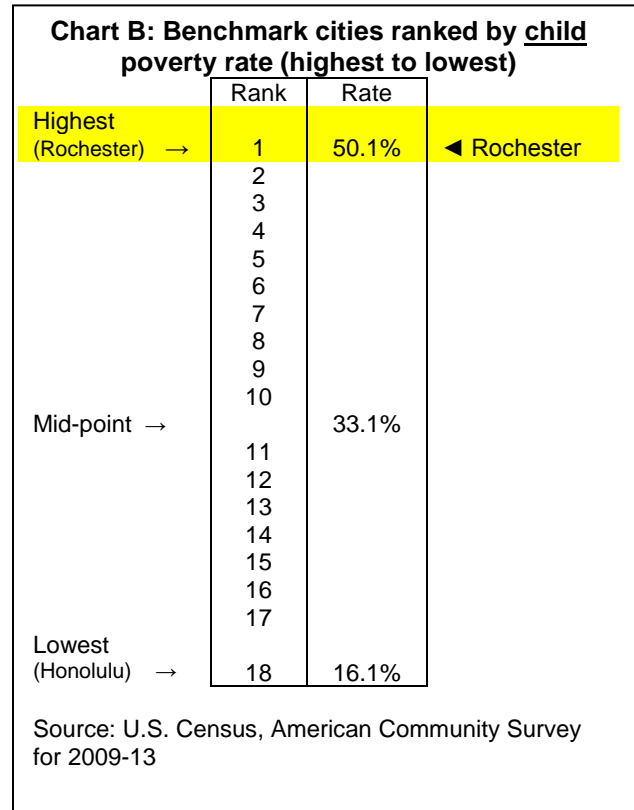 Chart B: Benchmark cities ranked by child
poverty rate (highest to lowest)
Rank Rate
Highest
(Rochester) → 1 50.1% ◄ Rochester
2
3
4
5
6
7
8
9
10
Mid-point → 33.1%
11
12
13
14
15
16
17
Lowest
(Honolulu) → 18 16.1%
Source: U.S. Census, American Community Survey
for 2009-13